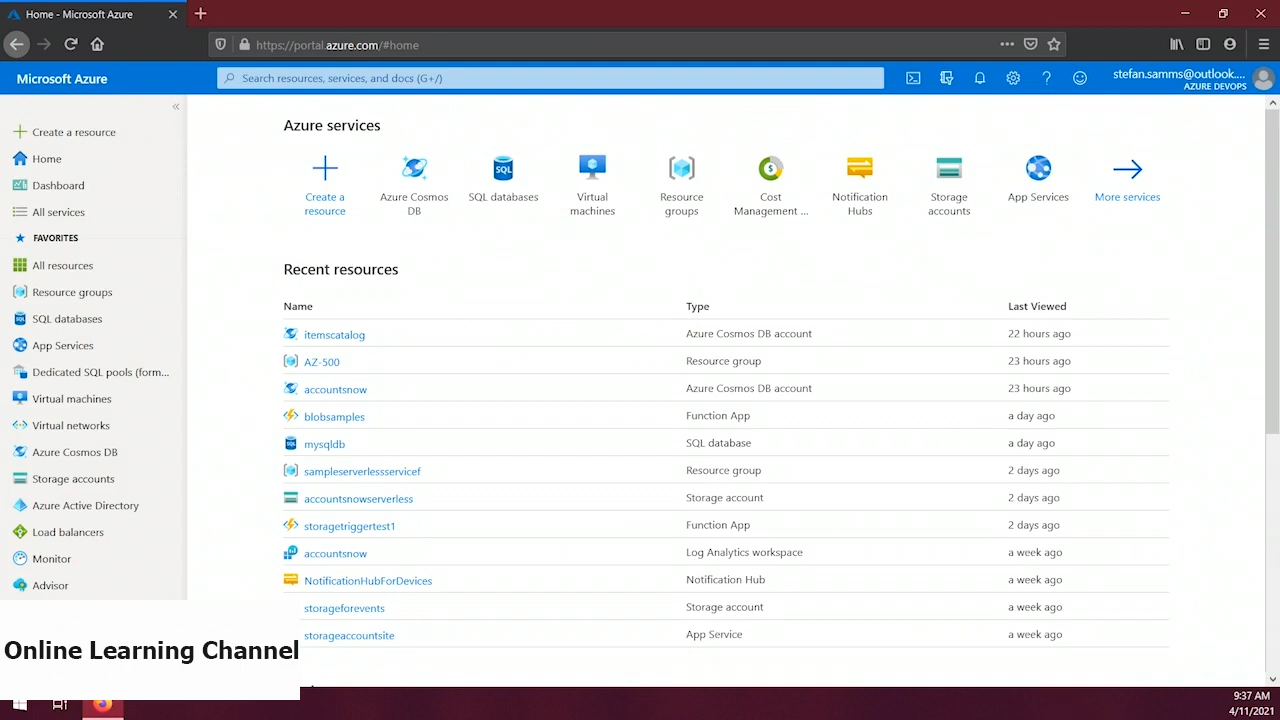 Home - Microsoft Azure
https://portal.azure.com/#home
Microsoft Azure
Search resources, services, and docs (G+/)
stefan.samms@outlook....
AZURE DEVOPS
Create a resource
Home
Dashboard
All services
FAVORITES
All resources
Resource groups
SQL databases
App Services
Dedicated SQL pools (form...
Virtual machines
Virtual networks
Azure Cosmos DB
Storage accounts
Azure Active Directory
Load balancers
Monitor
Advisor
Azure services
Create a resource
Azure Cosmos DB
SQL databases
Virtual machines
Resource groups
Cost Management ...
Notification Hubs
Storage accounts
App Services
More services
Recent resources
Name Type Last Viewed
itemscatalog Azure Cosmos DB account 22 hours ago
AZ-500 Resource group 23 hours ago
accountsnow Azure Cosmos DB account 23 hours ago
blobsamples Function App a day ago
mysqldb SQL database a day ago
sampleserverlessservicef Resource group 2 days ago
accountsnowserverless Storage account 2 days ago
storagetriggertest1 Function App 2 days ago
accountsnow Log Analytics workspace a week ago
NotificationHubForDevices Notification Hub a week ago
storageforevents Storage account a week ago
storageaccountsite App Service a week ago
Online Learning Channel
9:37 AM
4/11/2021